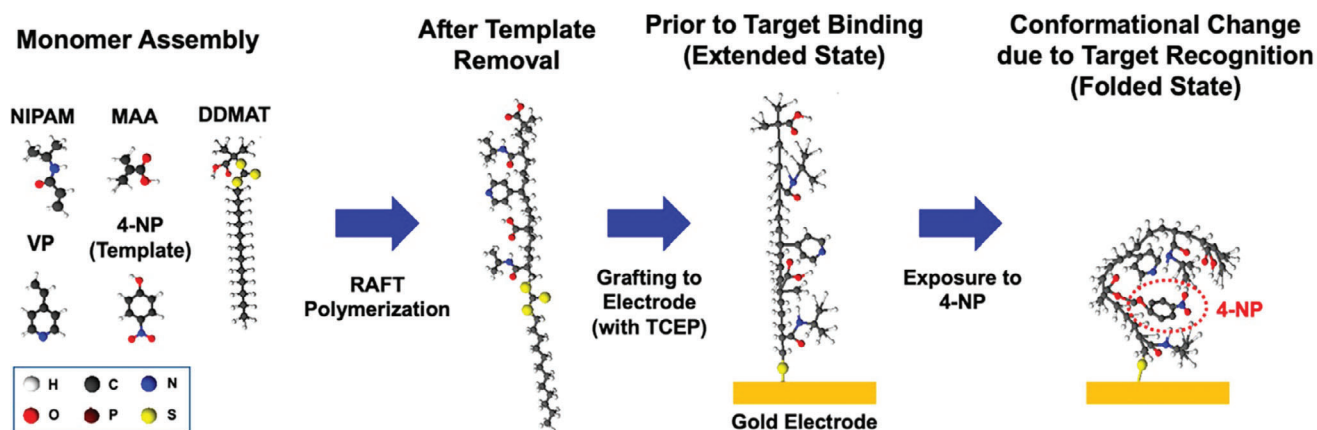 Monomer Assembly
NIPAM
MAA
DDMAT
VP
4-NP
(Template)
H
C
N
O
P
S
RAFT
Polymerization
After Template
Removal
Grafting to
Electrode
(with TCEP)
Prior to Target Binding
(Extended State)
Gold Electrode
Exposure to
4-NP
Conformational Change
due to Target Recognition
(Folded State)
4-NP